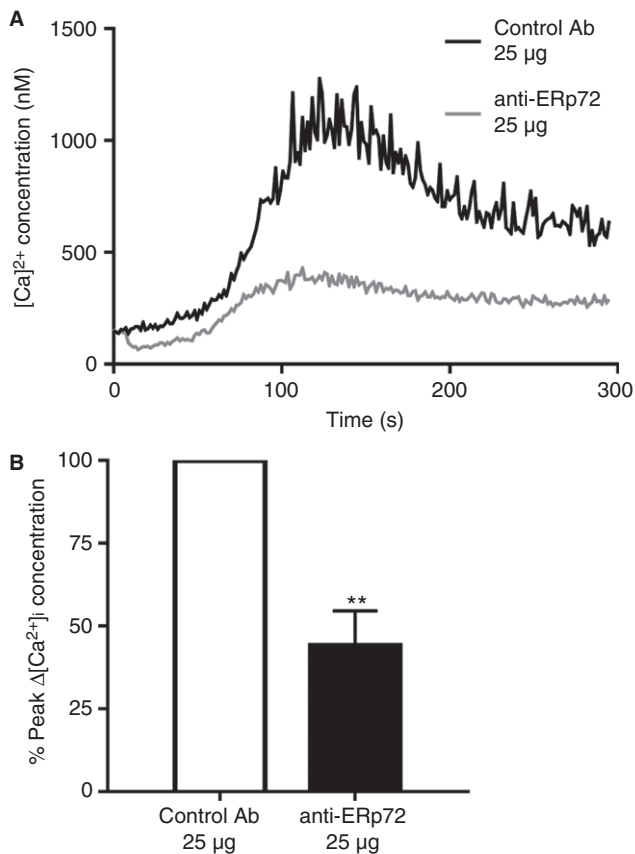 A
[Ca]²⁺ concentration (nM)
1500
1000
500
0
Control Ab
25 µg
anti-ERp72
25 µg
0
100
200
300
Time (s)
B
% Peak Δ[Ca²⁺]i concentration
100
75
50
25
0
**
Control Ab
25 µg
anti-ERp72
25 µg